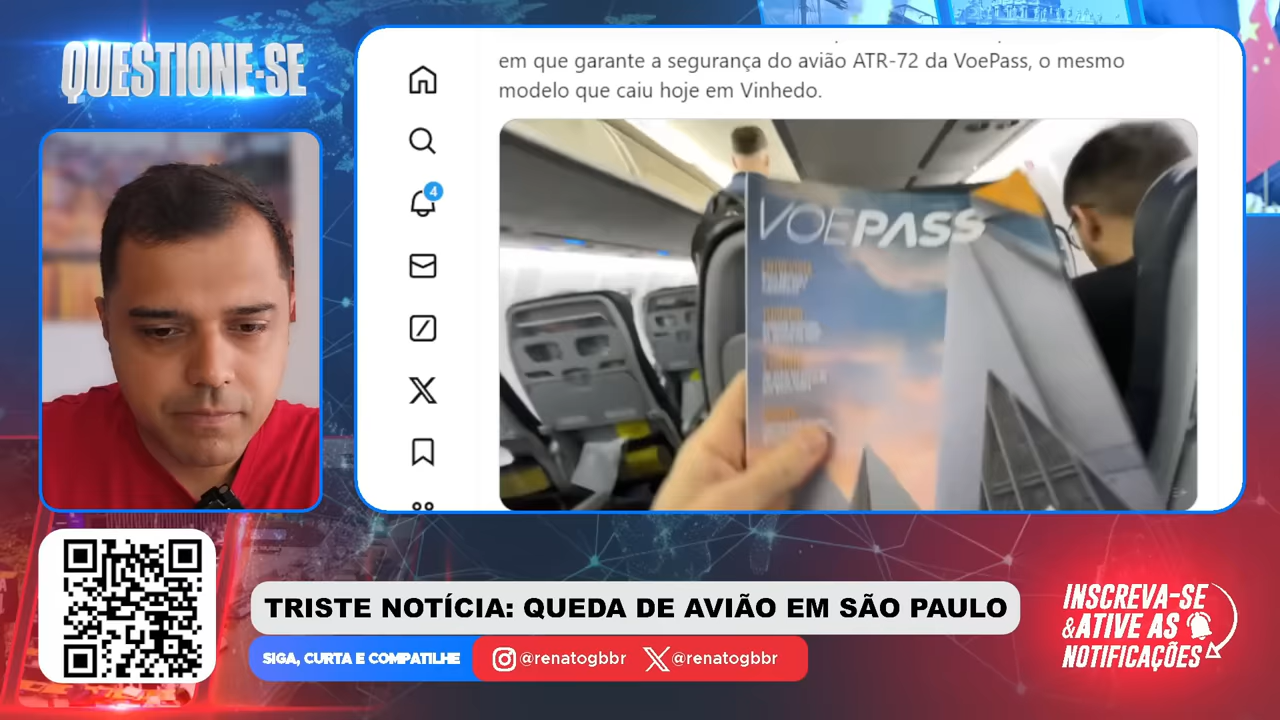 QUESTIONE-SE
em que garante a segurança do avião ATR-72 da VoePass, o mesmo
modelo que caiu hoje em Vinhedo.
4
VOEPASS
TRISTE NOTÍCIA: QUEDA DE AVIÃO EM SÃO PAULO
SIGA, CURTA E COMPATILHE
@renatogbbr
@renatogbbr
INSCREVA-SE
&ATIVE AS
NOTIFICAÇÕES